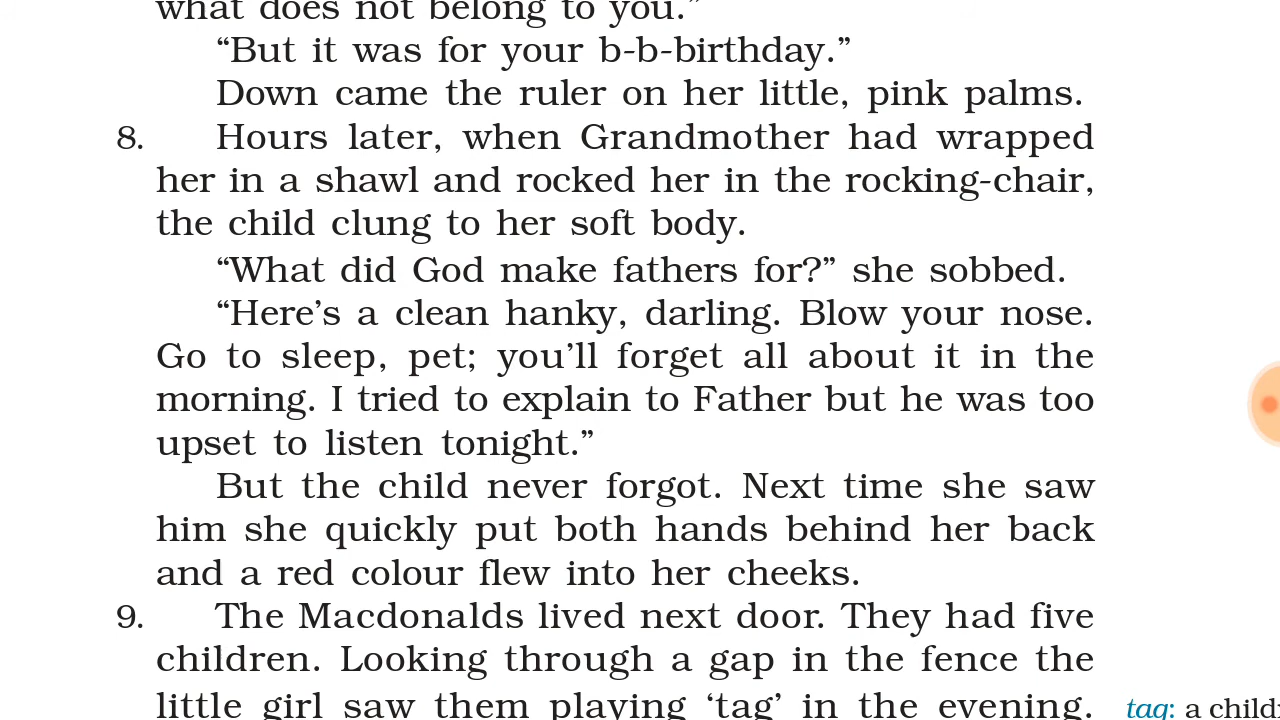 what does not belong to you.”
“But it was for your b-b-birthday.”
Down came the ruler on her little, pink palms.
8. Hours later, when Grandmother had wrapped
her in a shawl and rocked her in the rocking-chair,
the child clung to her soft body.
“What did God make fathers for?” she sobbed.
“Here’s a clean hanky, darling. Blow your nose.
Go to sleep, pet; you’ll forget all about it in the
morning. I tried to explain to Father but he was too
upset to listen tonight.”
But the child never forgot. Next time she saw
him she quickly put both hands behind her back
and a red colour flew into her cheeks.
9. The Macdonalds lived next door. They had five
children. Looking through a gap in the fence the
little girl saw them playing ‘tag’ in the evening. tag: a child